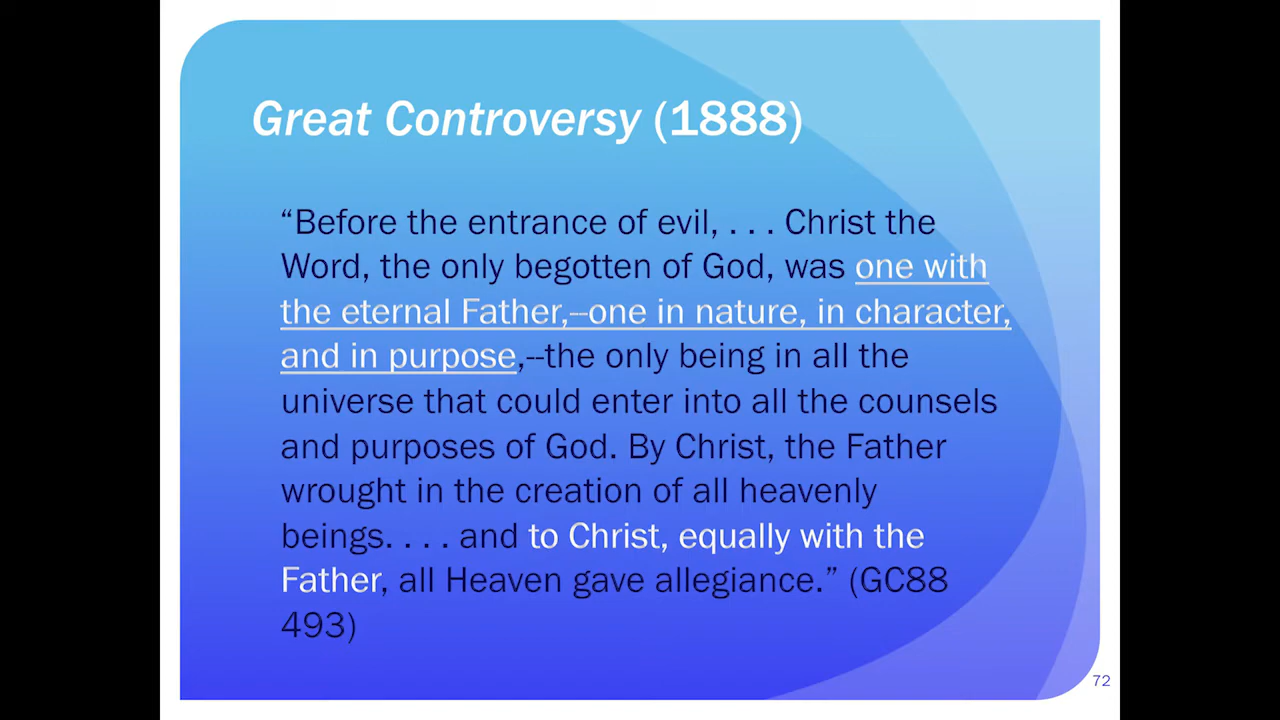 Great Controversy (1888)
“Before the entrance of evil, . . . Christ the
Word, the only begotten of God, was one with
the eternal Father,--one in nature, in character,
and in purpose,--the only being in all the
universe that could enter into all the counsels
and purposes of God. By Christ, the Father
wrought in the creation of all heavenly
beings. . . . and to Christ, equally with the
Father, all Heaven gave allegiance.” (GC88
493)
72